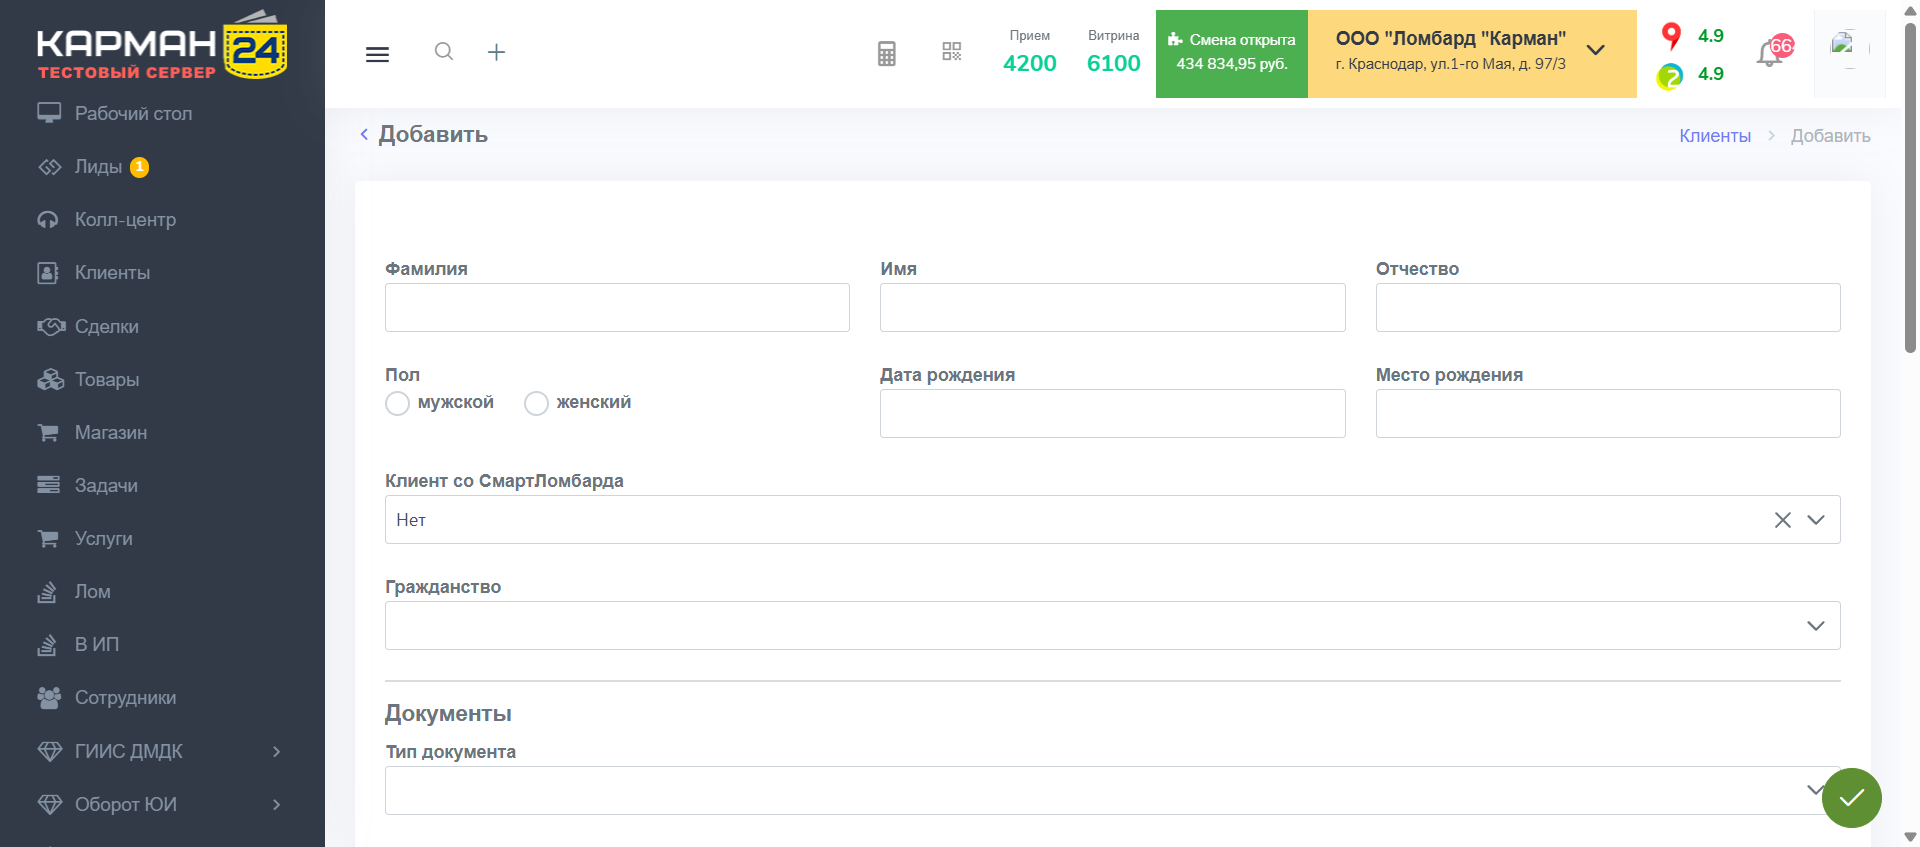 КАРМАН 24
ТЕСТОВЫЙ СЕРВЕР
Рабочий стол
Лиды 1
Колл-центр
Клиенты
Сделки
Товары
Магазин
Задачи
Услуги
Лом
В ИП
Сотрудники
ГИИС ДМДК
Оборот ЮИ
Прием
4200
Витрина
6100
Смена открыта
434 834,95 руб.
ООО "Ломбард "Карман"
г. Краснодар, ул.1-го Мая, д. 97/3
4.9
2 4.9
Добавить
Клиенты > Добавить
Фамилия
Имя
Отчество
Пол
мужской
женский
Дата рождения
Место рождения
Клиент со СмартЛомбарда
Нет
Гражданство
Документы
Тип документа